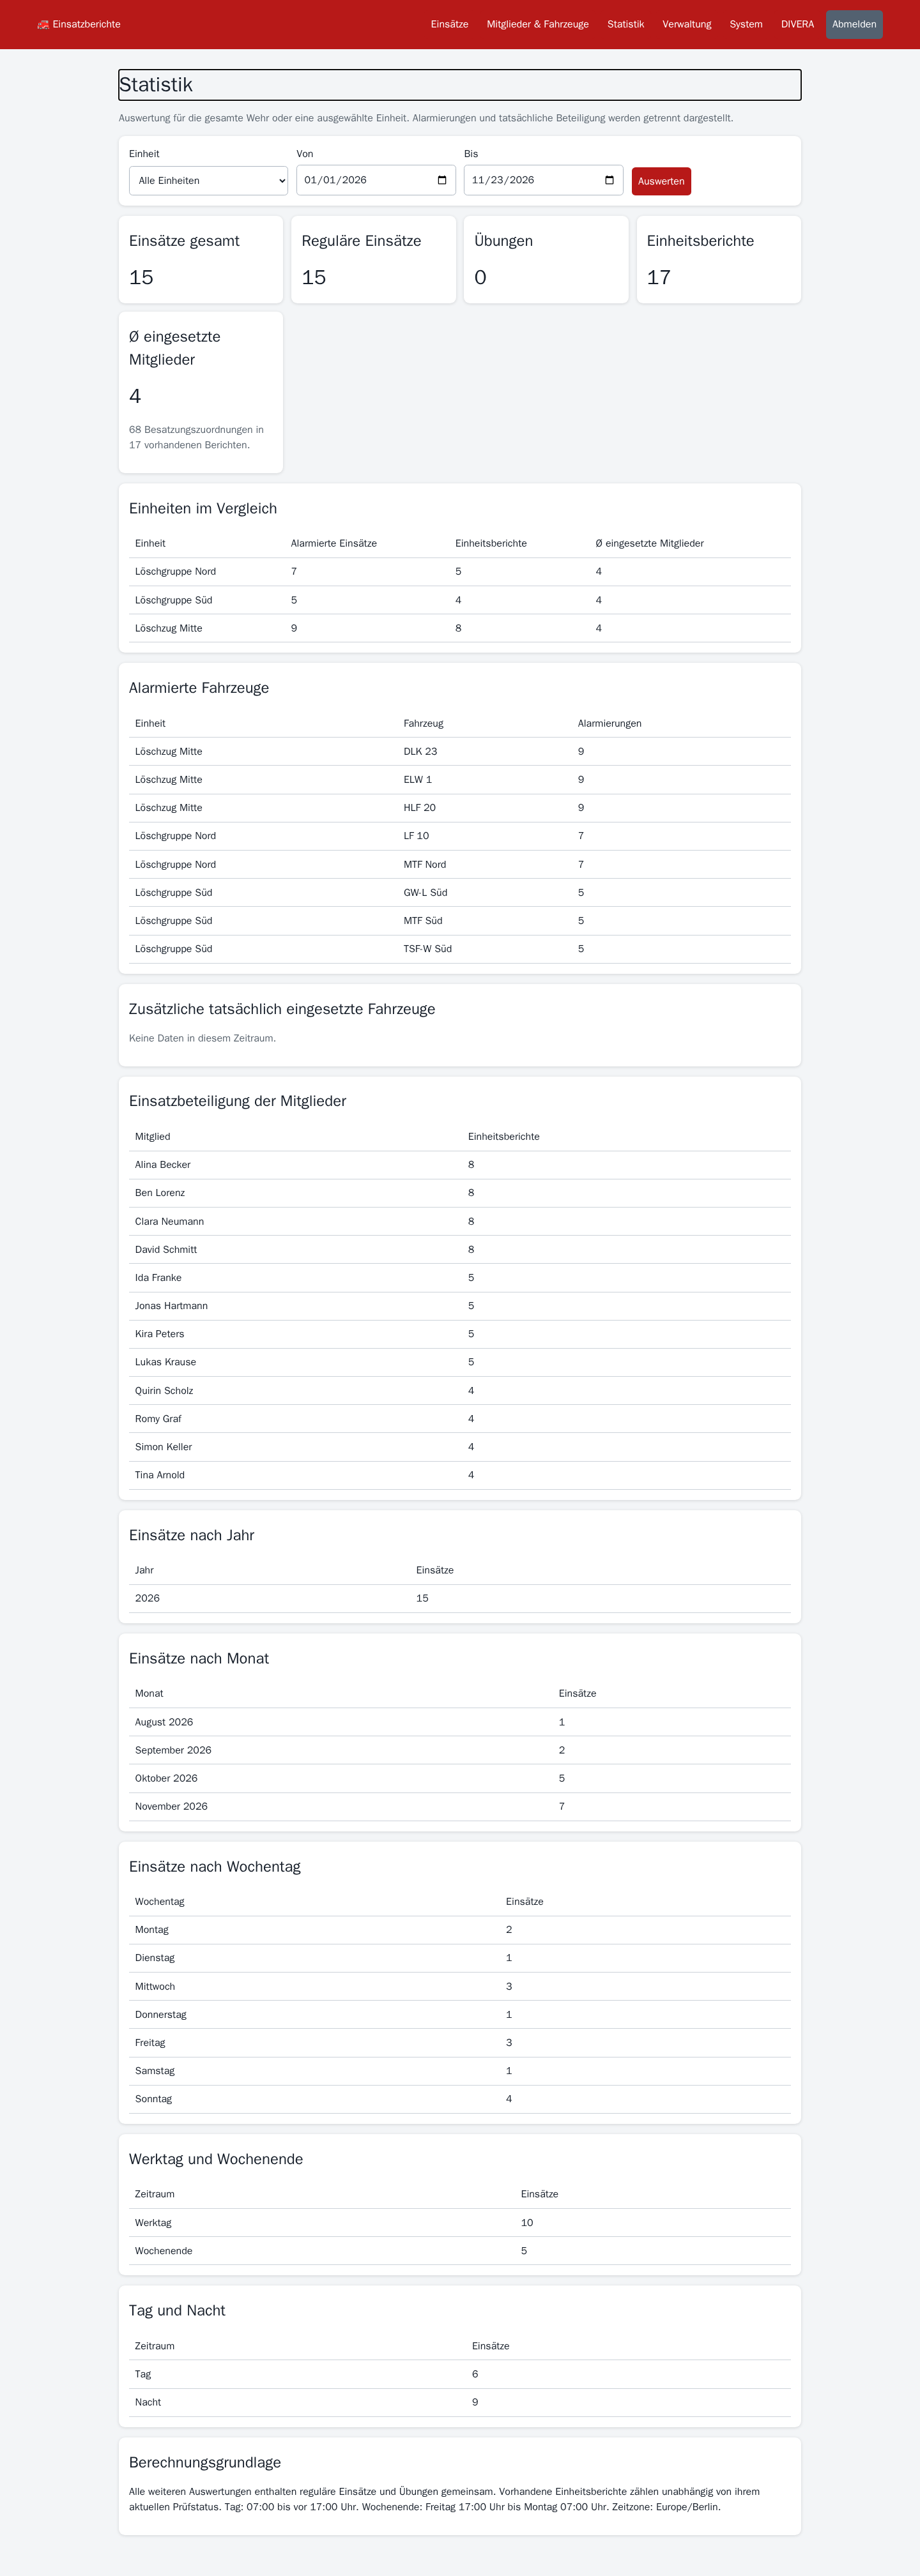 🚒 Einsatzberichte Einsätze Mitglieder & Fahrzeuge Statistik Verwaltung System DIVERA Abmelden
Statistik
Auswertung für die gesamte Wehr oder eine ausgewählte Einheit. Alarmierungen und tatsächliche Beteiligung werden getrennt dargestellt.
Einheit Von Bis
Alle Einheiten 01/01/2026 11/23/2026 Auswerten
Einsätze gesamt Reguläre Einsätze Übungen Einheitsberichte
15 15 0 17
Ø eingesetzte
Mitglieder
4
68 Besatzungszuordnungen in
17 vorhandenen Berichten.
Einheiten im Vergleich
Einheit Alarmierte Einsätze Einheitsberichte Ø eingesetzte Mitglieder
Löschgruppe Nord 7 5 4
Löschgruppe Süd 5 4 4
Löschzug Mitte 9 8 4
Alarmierte Fahrzeuge
Einheit Fahrzeug Alarmierungen
Löschzug Mitte DLK 23 9
Löschzug Mitte ELW 1 9
Löschzug Mitte HLF 20 9
Löschgruppe Nord LF 10 7
Löschgruppe Nord MTF Nord 7
Löschgruppe Süd GW-L Süd 5
Löschgruppe Süd MTF Süd 5
Löschgruppe Süd TSF-W Süd 5
Zusätzliche tatsächlich eingesetzte Fahrzeuge
Keine Daten in diesem Zeitraum.
Einsatzbeteiligung der Mitglieder
Mitglied Einheitsberichte
Alina Becker 8
Ben Lorenz 8
Clara Neumann 8
David Schmitt 8
Ida Franke 5
Jonas Hartmann 5
Kira Peters 5
Lukas Krause 5
Quirin Scholz 4
Romy Graf 4
Simon Keller 4
Tina Arnold 4
Einsätze nach Jahr
Jahr Einsätze
2026 15
Einsätze nach Monat
Monat Einsätze
August 2026 1
September 2026 2
Oktober 2026 5
November 2026 7
Einsätze nach Wochentag
Wochentag Einsätze
Montag 2
Dienstag 1
Mittwoch 3
Donnerstag 1
Freitag 3
Samstag 1
Sonntag 4
Werktag und Wochenende
Zeitraum Einsätze
Werktag 10
Wochenende 5
Tag und Nacht
Zeitraum Einsätze
Tag 6
Nacht 9
Berechnungsgrundlage
Alle weiteren Auswertungen enthalten reguläre Einsätze und Übungen gemeinsam. Vorhandene Einheitsberichte zählen unabhängig von ihrem
aktuellen Prüfstatus. Tag: 07:00 bis vor 17:00 Uhr. Wochenende: Freitag 17:00 Uhr bis Montag 07:00 Uhr. Zeitzone: Europe/Berlin.